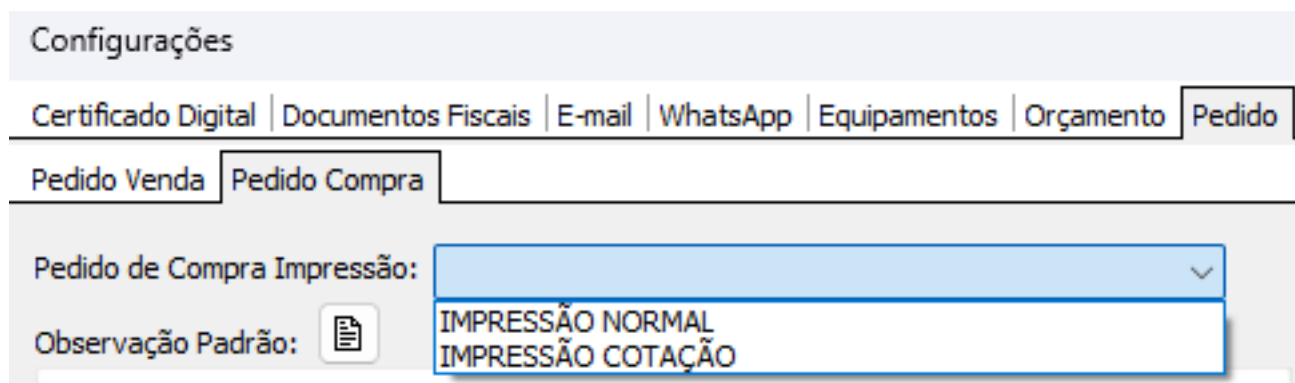 Configurações
Certificado Digital Documentos Fiscais E-mail WhatsApp Equipamentos Orçamento Pedido
Pedido Venda Pedido Compra
Pedido de Compra Impressão:
IMPRESSÃO NORMAL
Observação Padrão:
IMPRESSÃO COTAÇÃO